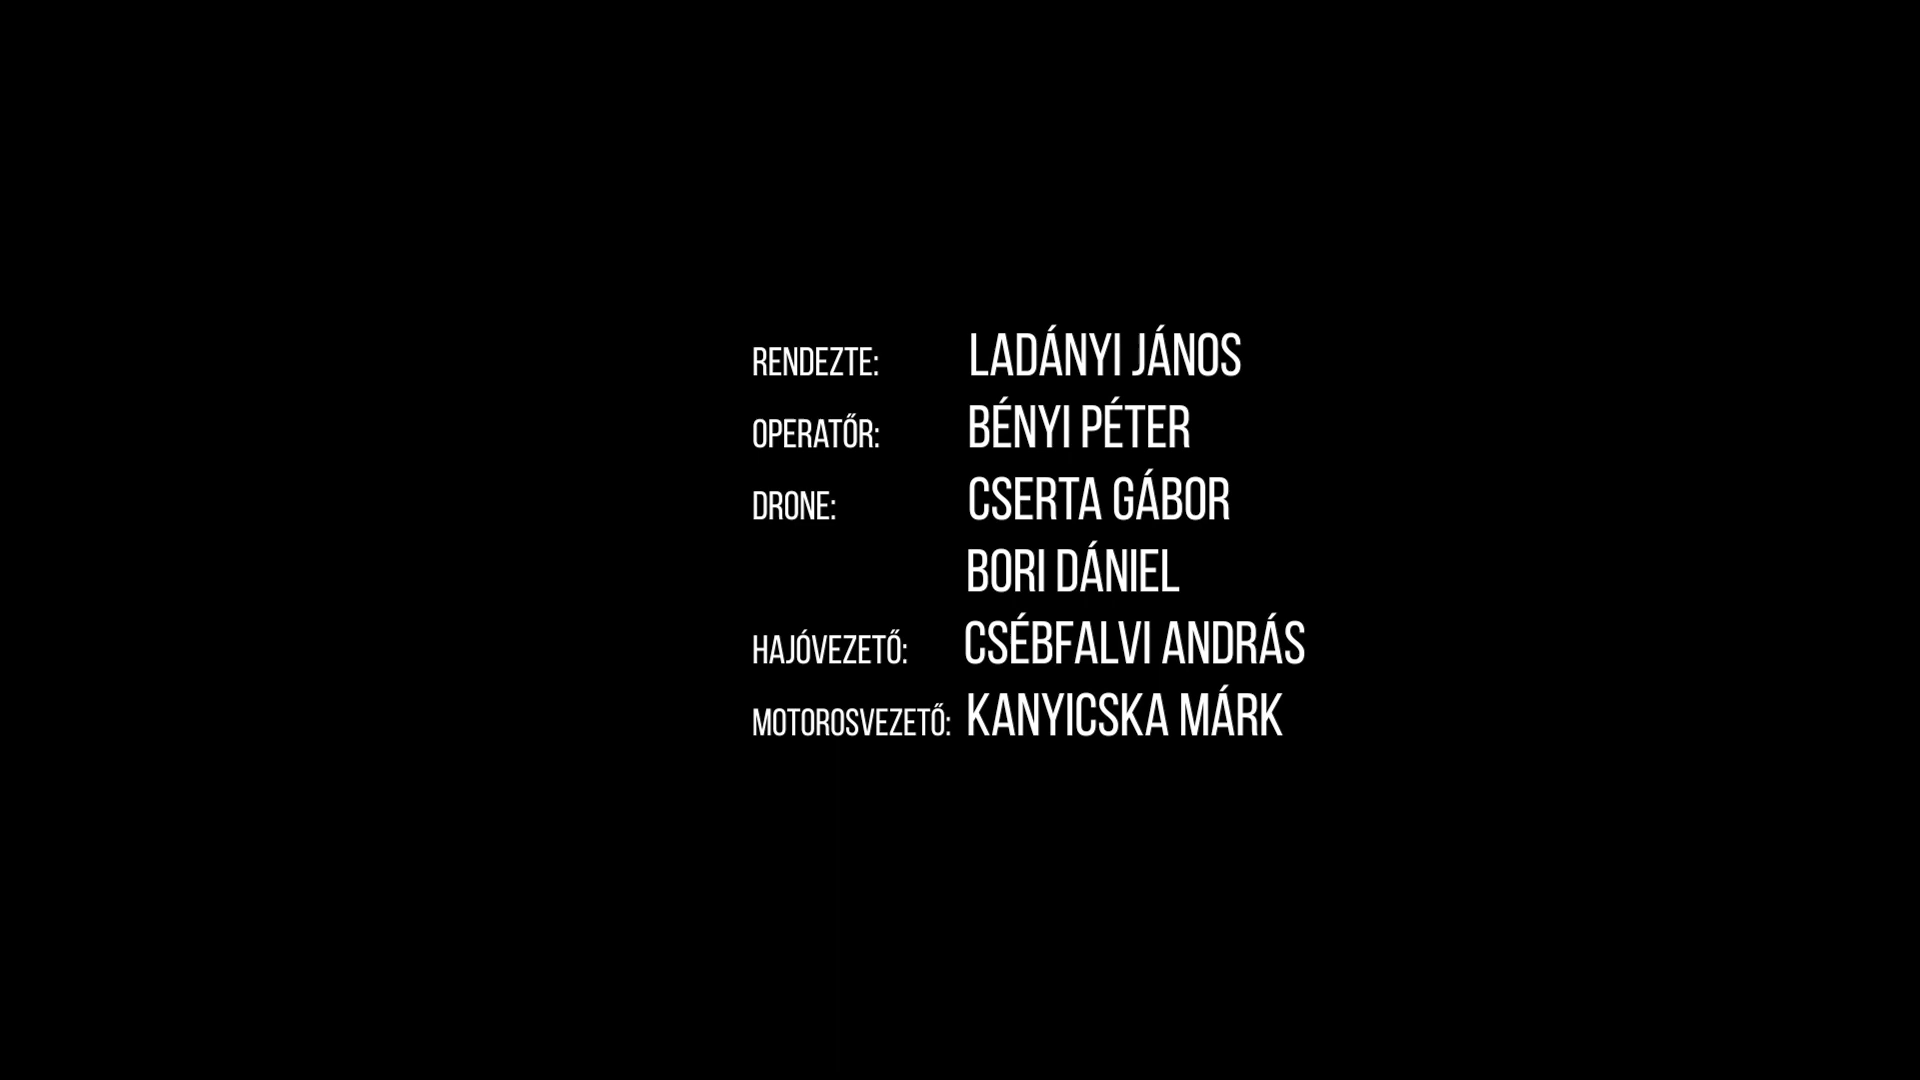 RENDEZTE: LADÁNYI JÁNOS
OPERATŐR: BÉNYI PÉTER
DRONE: CSERTA GÁBOR
BORI DÁNIEL
HAJÓVEZETŐ: CSÉBFALVI ANDRÁS
MOTOROSVEZETŐ: KANYICSKA MÁRK